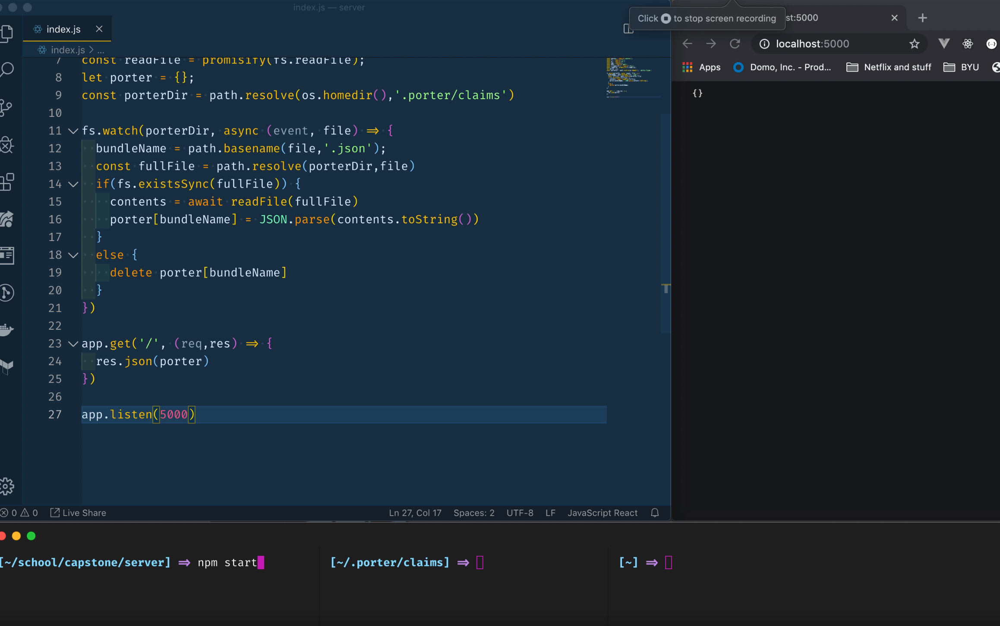 index.js — server
index.js
index.js > ...
7 const readFile = promisify(fs.readFile);
8 let porter = {};
9 const porterDir = path.resolve(os.homedir(),'.porter/claims')
10
11 fs.watch(porterDir, async (event, file) => {
12 bundleName = path.basename(file,'.json');
13 const fullFile = path.resolve(porterDir,file)
14 if(fs.existsSync(fullFile)) {
15 contents = await readFile(fullFile)
16 porter[bundleName] = JSON.parse(contents.toString())
17 }
18 else {
19 delete porter[bundleName]
20 }
21 })
22
23 app.get('/', (req,res) => {
24 res.json(porter)
25 })
26
27 app.listen(5000)
0 0 Live Share Ln 27, Col 17 Spaces: 2 UTF-8 LF JavaScript React
Click to stop screen recording
st:5000
localhost:5000
Apps Domo, Inc. - Prod... Netflix and stuff BYU
{}
[~/school/capstone/server] ⇒ npm start
[~/.porter/claims] ⇒
[~] ⇒